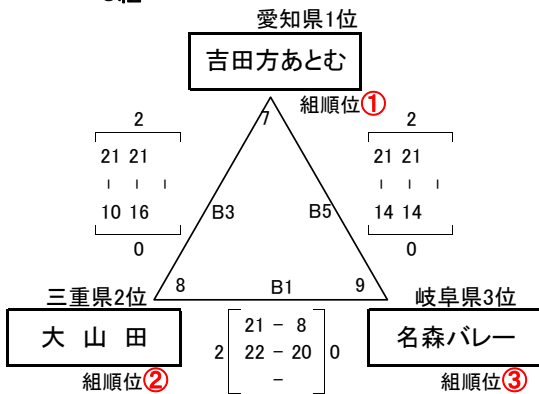 愛知県1位
吉田方あとむ
組順位①
7
2 2
21 21 21 21
- - - - - -
10 16 14 14
0 0
B3 B5
8 B1 9
三重県2位 岐阜県3位
大 山 田 名森バレー
2 21 - 8 0
22 - 20
-
組順位② 組順位③